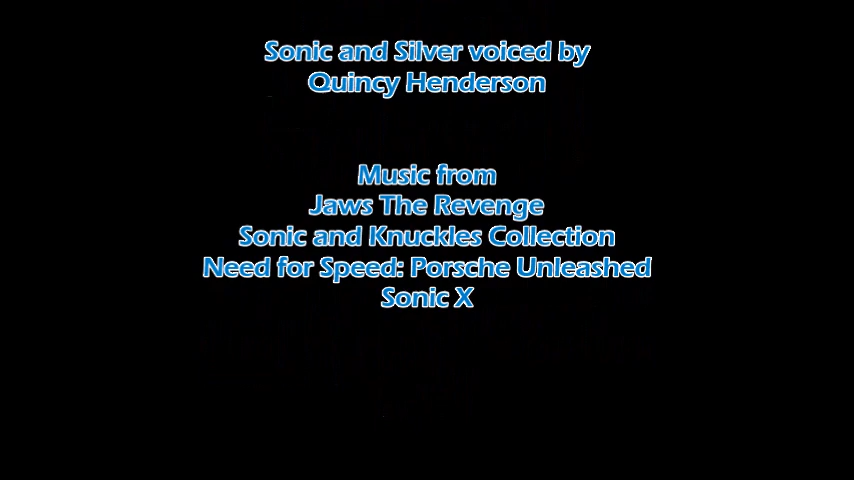 Sonic and Silver voiced by
Quincy Henderson
Music from
Jaws The Revenge
Sonic and Knuckles Collection
Need for Speed: Porsche Unleashed
Sonic X